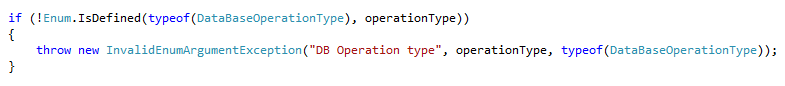 if (!Enum.IsDefined(typeof(DataBaseOperationType), operationType))
{
    throw new InvalidEnumArgumentException("DB Operation type", operationType, typeof(DataBaseOperationType));
}